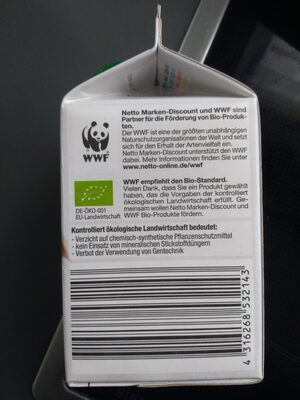 Netto Marken-Discount und WWF sind
Partner für die Förderung von Bio-Produk-
ten.
Der WWF ist eine der größten unabhängigen
Naturschutzorganisationen der Welt und setzt
sich für den Erhalt der Artenvielfalt ein.
Netto Marken-Discount unterstützt den WWF
dabei. Mehr Informationen finden Sie unter
www.netto-online.de/wwf
WWF
WWF empfiehlt den Bio-Standard.
Vielen Dank, dass Sie ein Produkt gewählt
haben, das die Vorgaben der kontrolliert
ökologischen Landwirtschaft erfüllt. Ge-
meinsam wollen Netto Marken-Discount und
WWF Bio-Produkte fördern.
DE-ÖKO-001
EU-Landwirtschaft
Kontrolliert ökologische Landwirtschaft bedeutet:
- Verzicht auf chemisch-synthetische Pflanzenschutzmittel
- kein Einsatz von mineralischen Stickstoffdüngern
- Verbot der Verwendung von Gentechnik
4 316268 532143